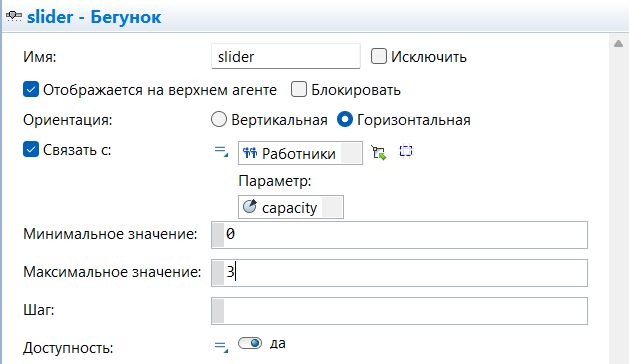 slider - Бегунок
Имя: slider Исключить
Отображается на верхнем агенте Блокировать
Ориентация: Вертикальная Горизонтальная
Связать с: Работники
Параметр:
capacity
Минимальное значение: 0
Максимальное значение: 3
Шаг:
Доступность: да